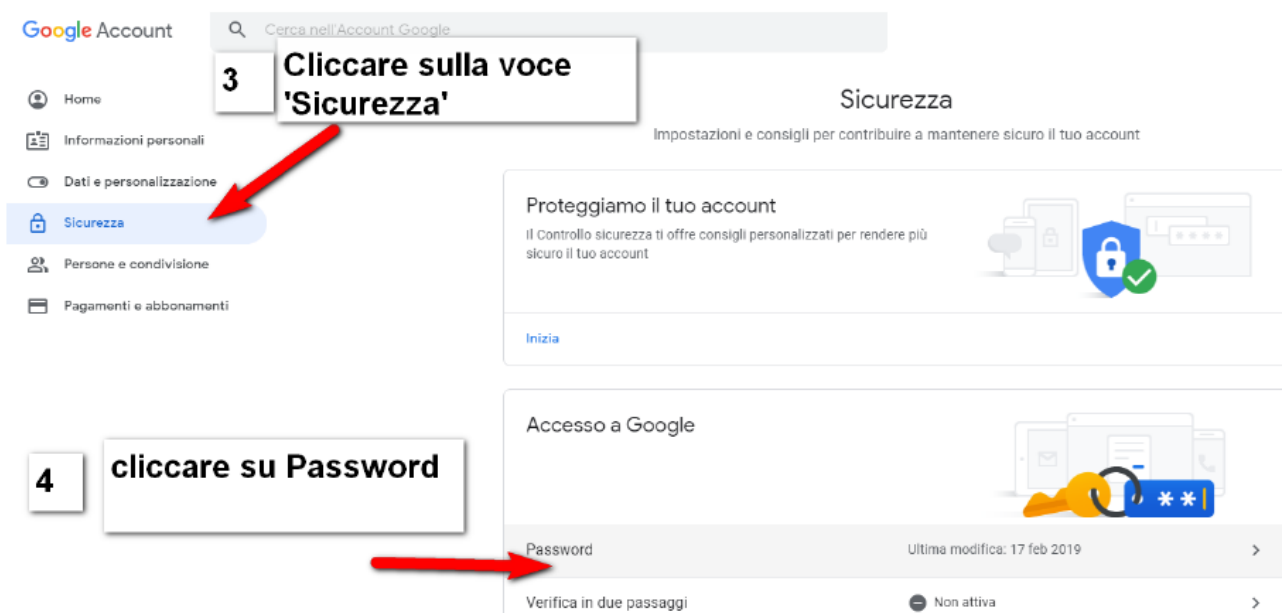 Google Account
Cerca nell'Account Google
3
Cliccare sulla voce
'Sicurezza'
Home
Informazioni personali
Dati e personalizzazione
Sicurezza
Persone e condivisione
Pagamenti e abbonamenti
Sicurezza
Impostazioni e consigli per contribuire a mantenere sicuro il tuo account
Proteggiamo il tuo account
Il Controllo sicurezza ti offre consigli personalizzati per rendere più
sicuro il tuo account
Inizia
Accesso a Google
4
cliccare su Password
* *
Password
Ultima modifica: 17 feb 2019
Verifica in due passaggi
Non attiva